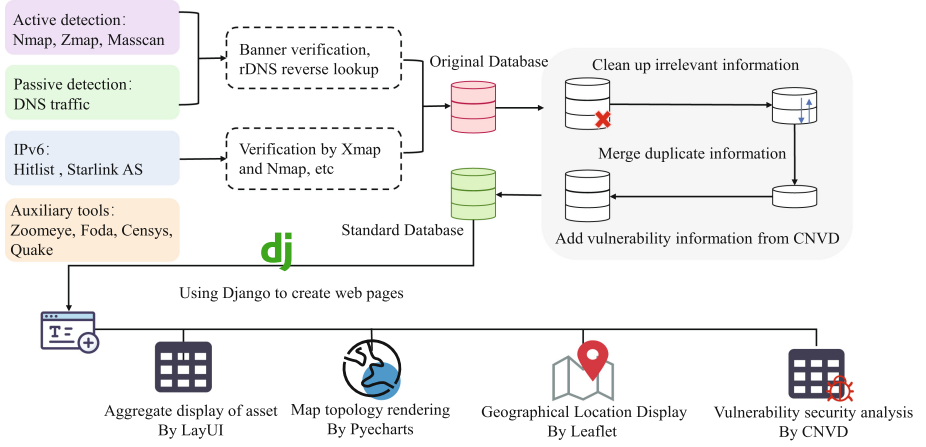 Active detection:
Nmap, Zmap, Masscan
Passive detection:
DNS traffic
IPv6:
Hitlist , Starlink AS
Auxiliary tools:
Zoomeye, Foda, Censys,
Quake
Banner verification,
rDNS reverse lookup
Verification by Xmap
and Nmap, etc
Original Database
Standard Database
Clean up irrelevant information
Merge duplicate information
Add vulnerability information from CNVD
dj
Using Django to create web pages
T=
Aggregate display of asset
By LayUI
Map topology rendering
By Pyecharts
Geographical Location Display
By Leaflet
Vulnerability security analysis
By CNVD